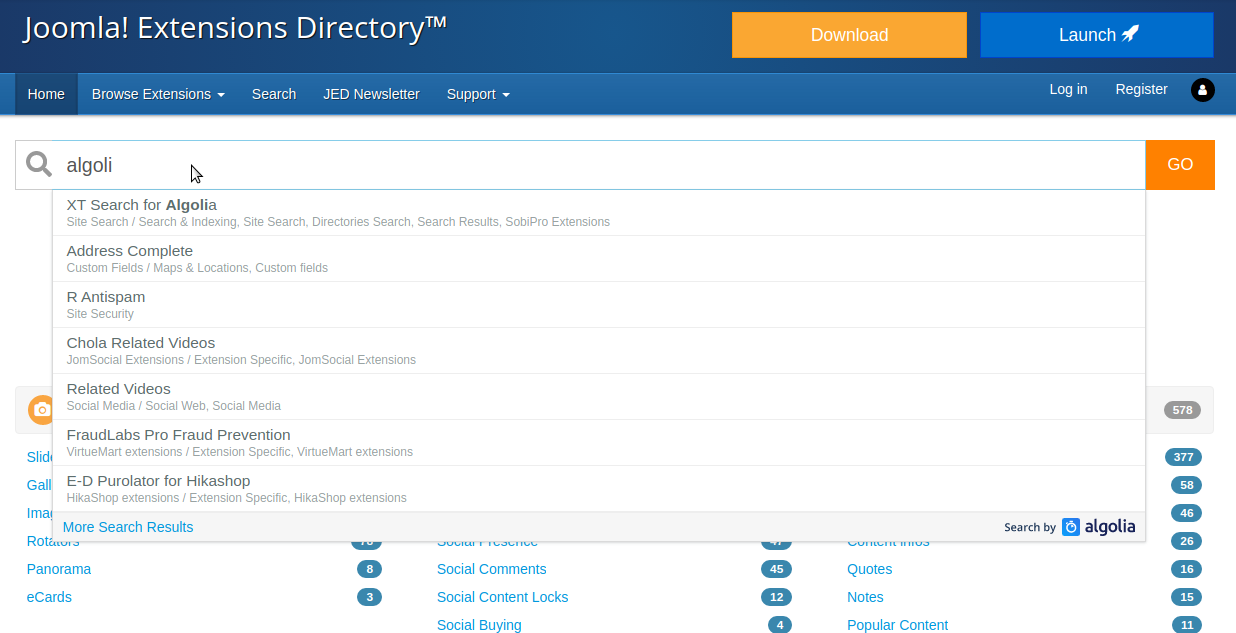 Joomla! Extensions Directory™
Download
Launch
Home Browse Extensions Search JED Newsletter Support
Log in Register
algoli
GO
XT Search for Algolia
Site Search / Search & Indexing, Site Search, Directories Search, Search Results, SobiPro Extensions
Address Complete
Custom Fields / Maps & Locations, Custom fields
R Antispam
Site Security
Chola Related Videos
JomSocial Extensions / Extension Specific, JomSocial Extensions
Related Videos
Social Media / Social Web, Social Media
FraudLabs Pro Fraud Prevention
VirtueMart extensions / Extension Specific, VirtueMart extensions
E-D Purolator for Hikashop
HikaShop extensions / Extension Specific, HikaShop extensions
More Search Results
Search by algolia
578
Slide 377
Gall 58
Imag 46
Rotators Social Presence 47 Content infos 26
Panorama 8 Social Comments 45 Quotes 16
eCards 3 Social Content Locks 12 Notes 15
Social Buying 4 Popular Content 11